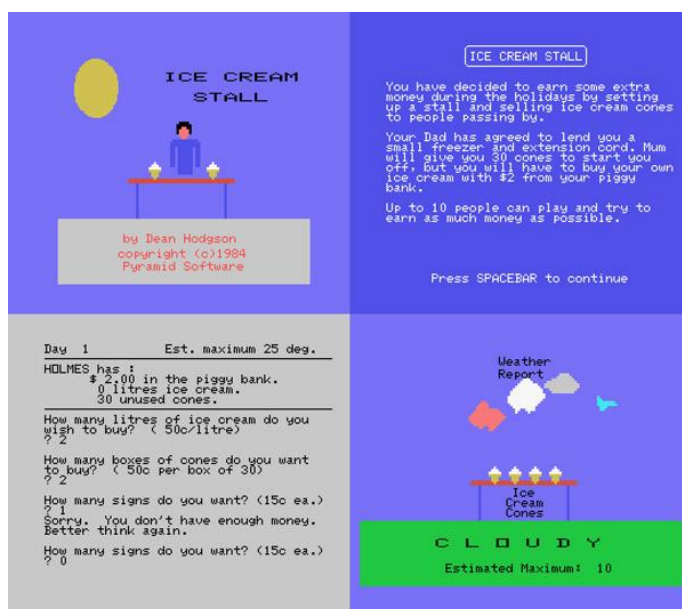 ICE CREAM
STALL
by Dean Hodgson
copyright (c)1984
Pyramid Software
ICE CREAM STALL
You have decided to earn some extra
money during the holidays by setting
up a stall and selling ice cream cones
to people passing by.
Your Dad has agreed to lend you a
small freezer and extension cord. Mum
will give you 30 cones to start you
off, but you will have to buy your own
ice cream with $2 from your piggy
bank.
Up to 10 people can play and try to
earn as much money as possible.
Press SPACEBAR to continue
Day 1 Est. maximum 25 deg.
HOLMES has :
$ 2.00 in the piggy bank.
0 litres ice cream.
30 unused cones.
How many litres of ice cream do you
wish to buy? ( 50c/litre)
? 2
How many boxes of cones do you want
to buy? ( 50c per box of 30)
? 2
How many signs do you want? (15c ea.)
? 1
Sorry. You don't have enough money.
Better think again.
How many signs do you want? (15c ea.)
? 0
Weather
Report
Ice
Cream
Cones
CLOUDY
Estimated Maximum: 10